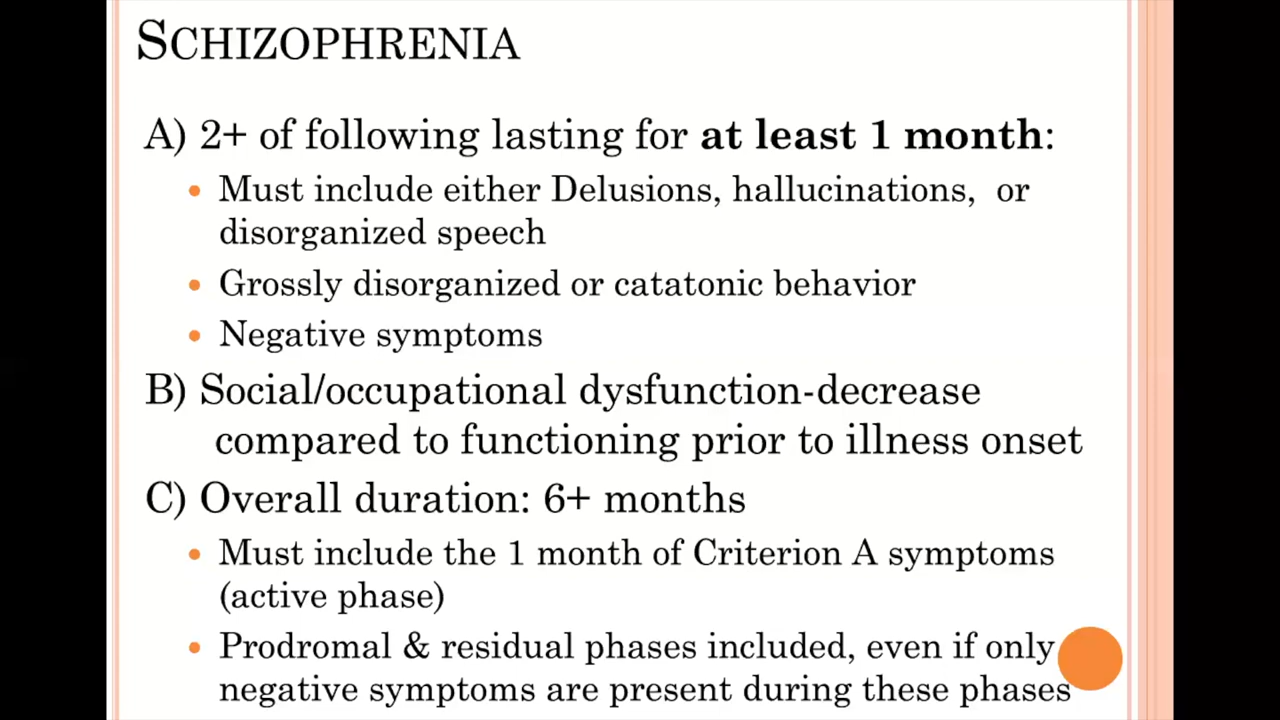 SCHIZOPHRENIA
A) 2+ of following lasting for at least 1 month:
• Must include either Delusions, hallucinations, or
disorganized speech
• Grossly disorganized or catatonic behavior
• Negative symptoms
B) Social/occupational dysfunction-decrease
compared to functioning prior to illness onset
C) Overall duration: 6+ months
• Must include the 1 month of Criterion A symptoms
(active phase)
• Prodromal & residual phases included, even if only
negative symptoms are present during these phases